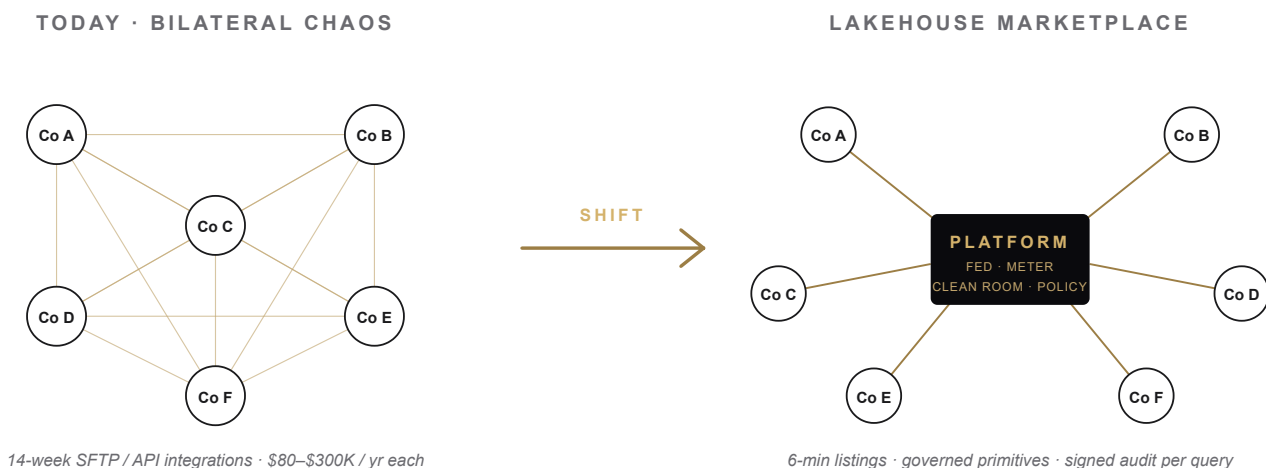 TODAY · BILATERAL CHAOS
Co A
Co B
Co C
Co D
Co E
Co F
14-week SFTP / API integrations · $80–$300K / yr each
SHIFT
LAKEHOUSE MARKETPLACE
Co A
Co B
PLATFORM
FED · METER
CLEAN ROOM · POLICY
Co C
Co D
Co E
Co F
6-min listings · governed primitives · signed audit per query